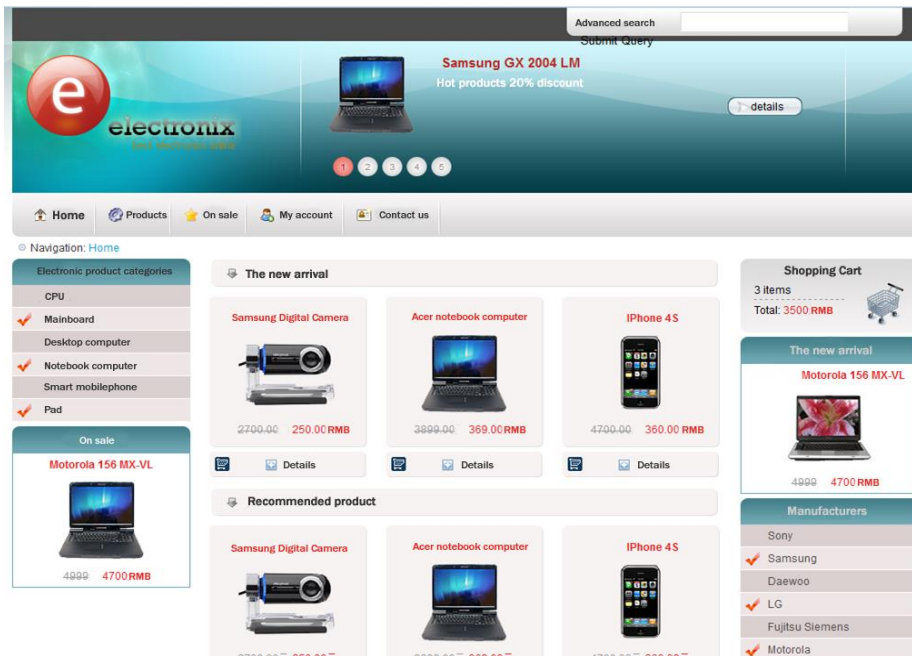 Advanced search
Submit Query
e
electronix
Samsung GX 2004 LM
Hot products 20% discount
details
1 2 3 4 5
Home Products On sale My account Contact us
Navigation: Home
Electronic product categories
CPU
Mainboard
Desktop computer
Notebook computer
Smart mobilephone
Pad
On sale
Motorola 156 MX-VL
4999 4700RMB
The new arrival
Samsung Digital Camera
2700.00 250.00RMB
Details
Acer notebook computer
3899.00 369.00RMB
Details
IPhone 4S
4700.00 360.00RMB
Details
Recommended product
Samsung Digital Camera
Acer notebook computer
IPhone 4S
Shopping Cart
3 items
Total: 3500 RMB
The new arrival
Motorola 156 MX-VL
4999 4700RMB
Manufacturers
Sony
Samsung
Daewoo
LG
Fujitsu Siemens
Motorola